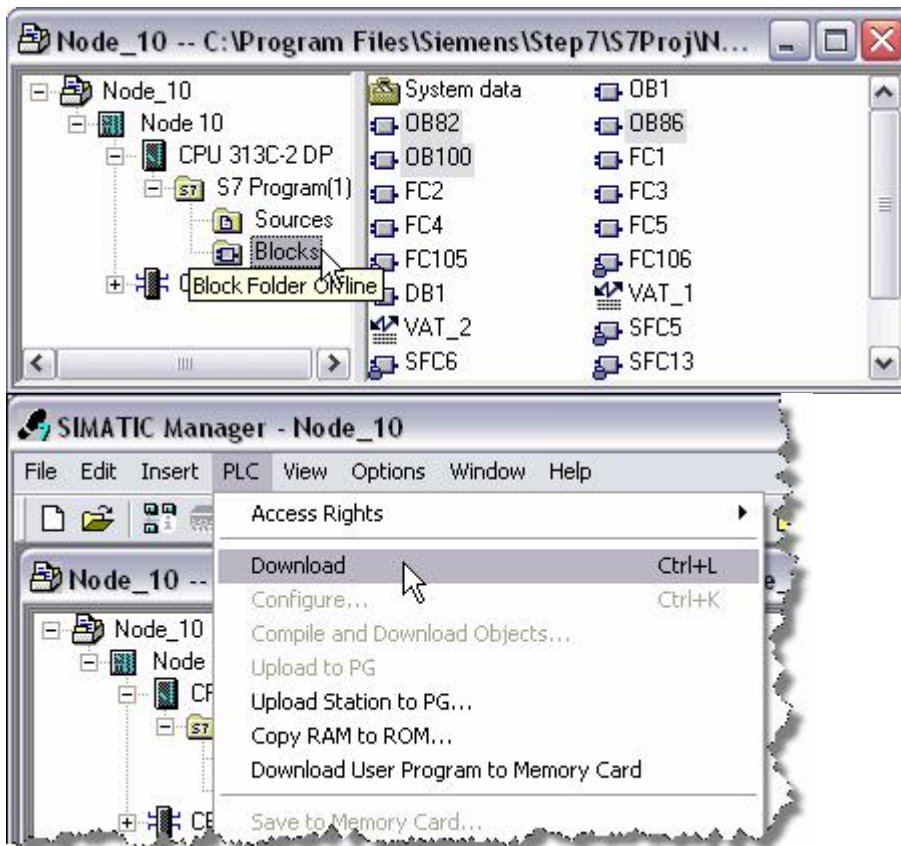 Node_10 -- C:\Program Files\Siemens\Step7\S7Proj\N...
Node_10
Node 10
CPU 313C-2 DP
S7 Program(1)
Sources
Blocks
Block Folder
System data OB1
OB82 OB86
OB100 FC1
FC2 FC3
FC4 FC5
FC105 FC106
DB1 VAT_1
VAT_2 SFC5
SFC6 SFC13
SIMATIC Manager - Node_10
File Edit Insert PLC View Options Window Help
Access Rights
Download Ctrl+L
Configure... Ctrl+K
Compile and Download Objects...
Upload to PG
Upload Station to PG...
Copy RAM to ROM...
Download User Program to Memory Card
Save to Memory Card...
Node_10 --
Node_10
Node